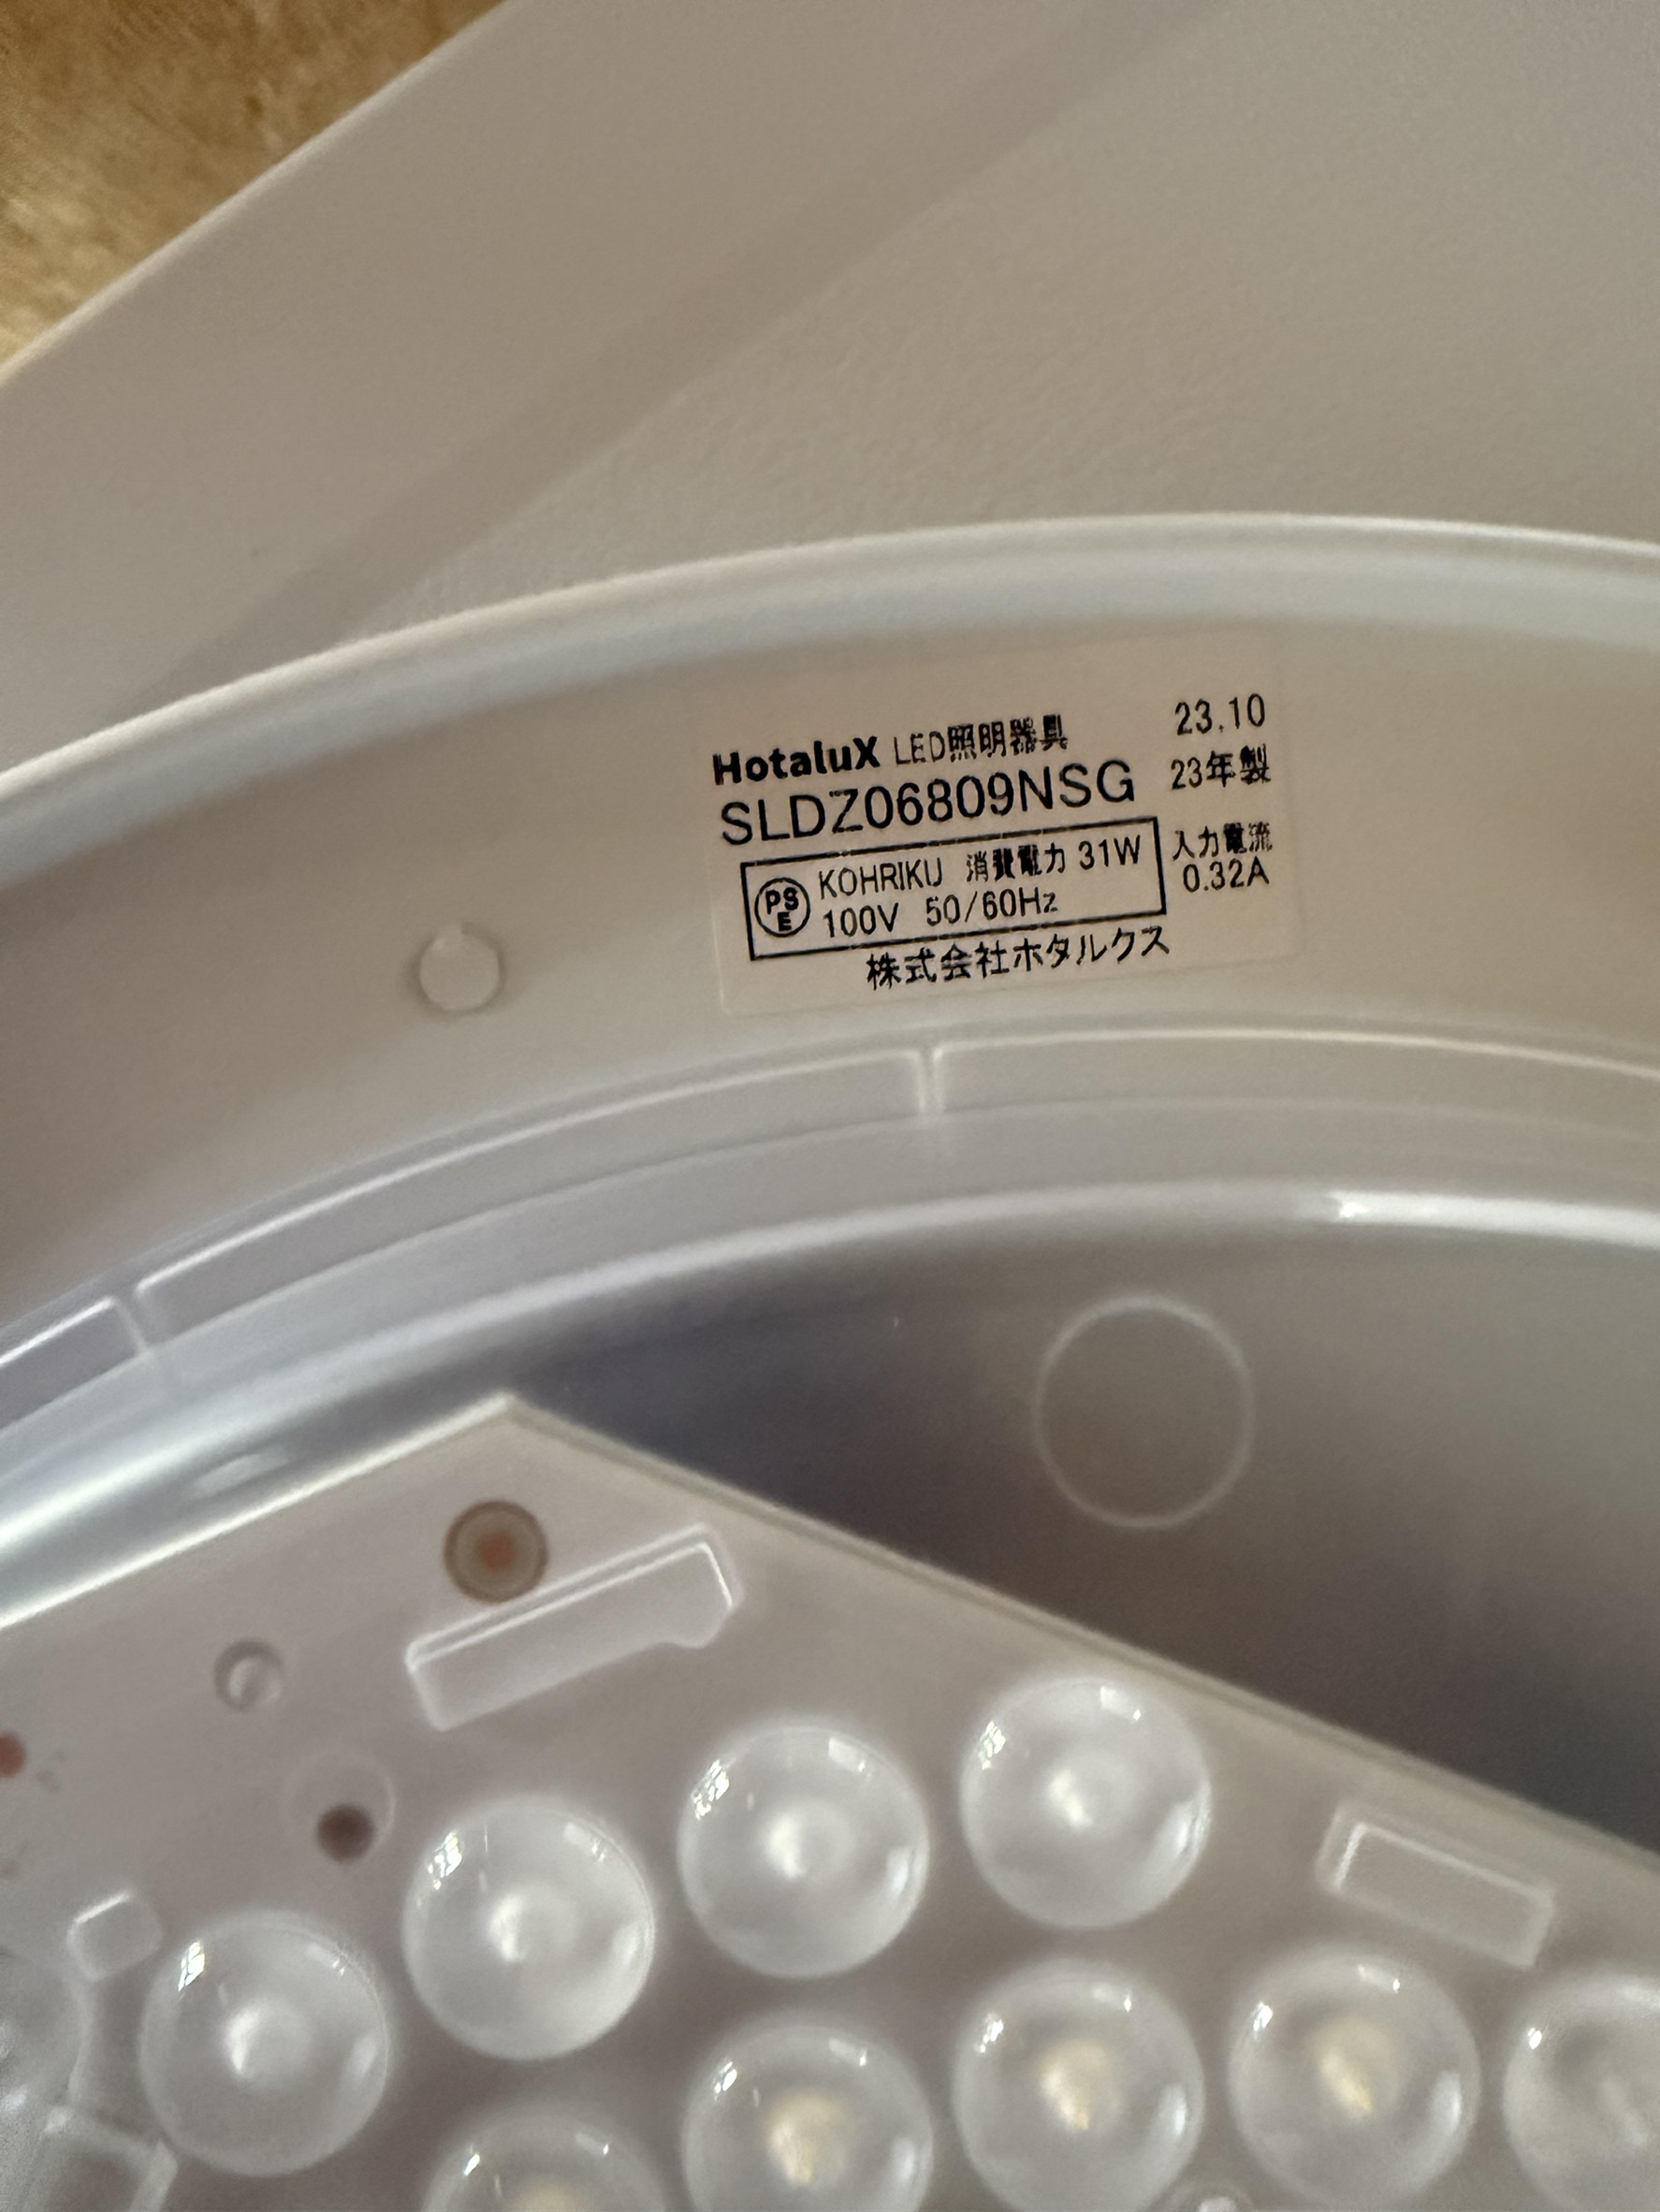 HotaluX LED照明器具 23.10
SLDZ06809NSG 23年製
PS E KOHRIKU 消費電力 31W 入力電流
100V 50/60Hz 0.32A
株式会社ホタルクス